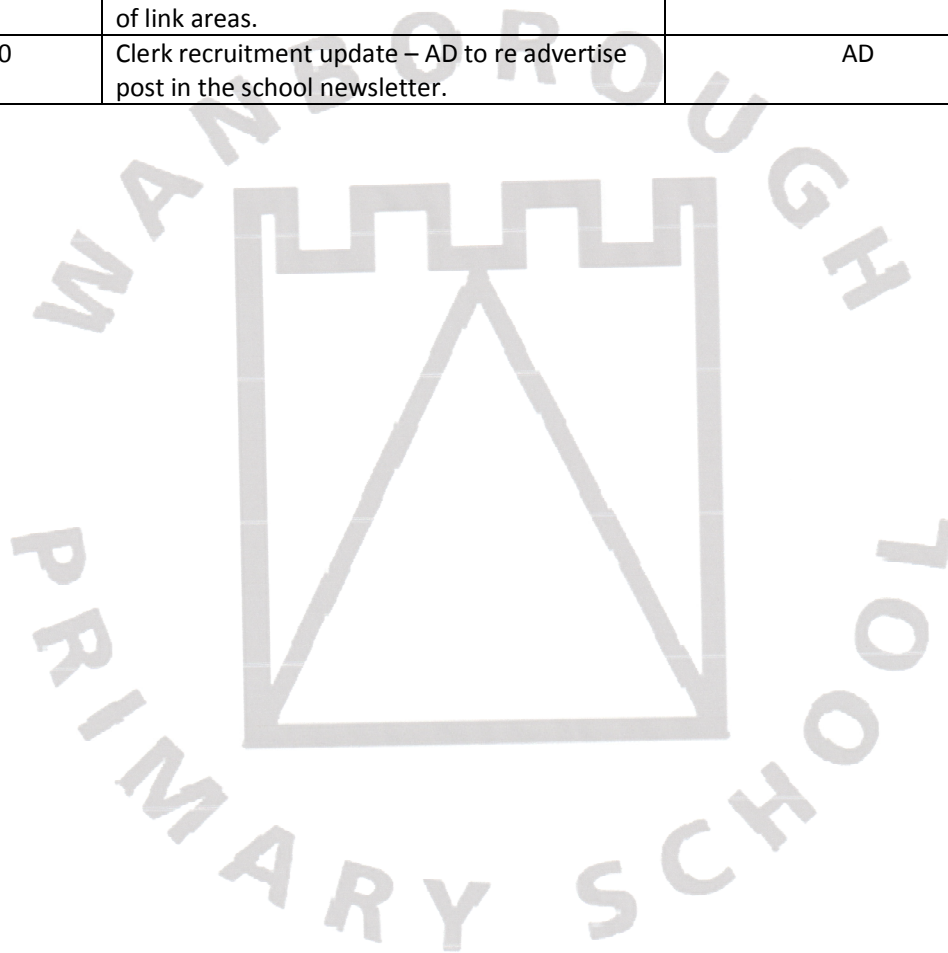 of link areas.
0 Clerk recruitment update – AD to re advertise AD
post in the school newsletter.
WANBOROUGH
PRIMARY SCHOOL